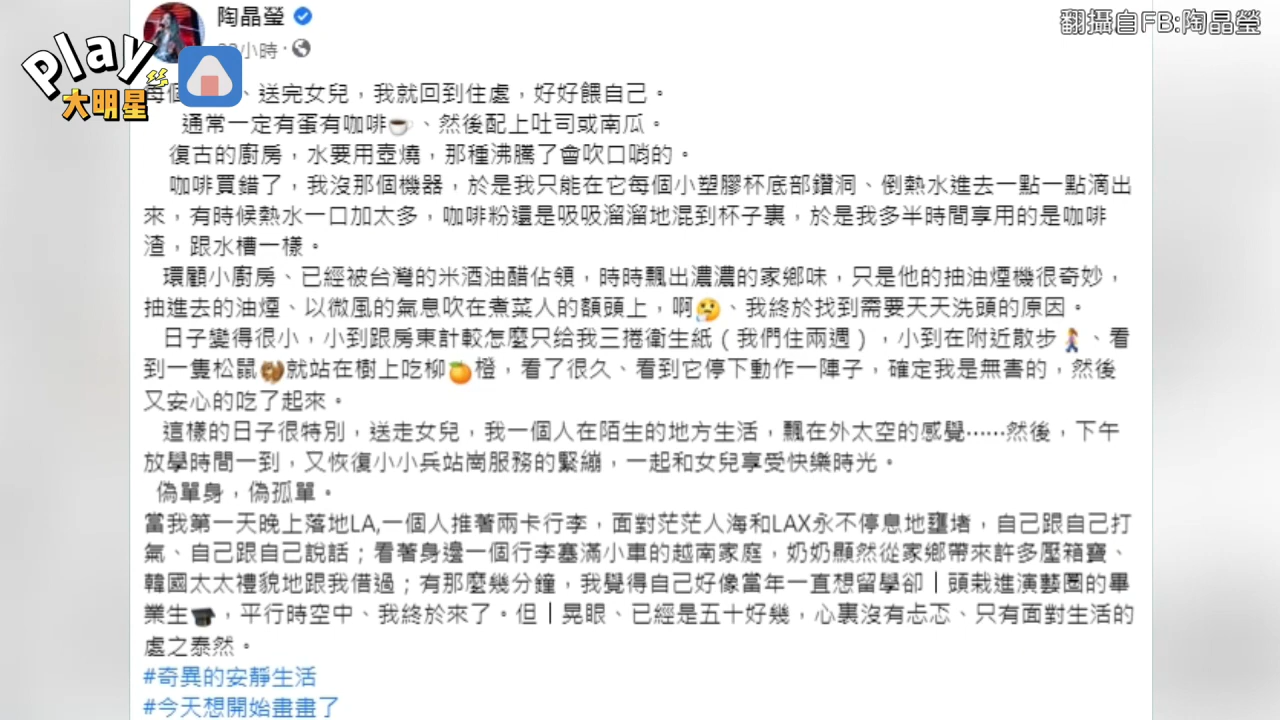 陶晶瑩
翻攝自FB:陶晶瑩
小時
Play
大明星
、送完女兒，我就回到住處，好好餵自己。
通常一定有蛋有咖啡☕、然後配上吐司或南瓜。
復古的廚房，水要用壺燒，那種沸騰了會吹口哨的。
咖啡買錯了，我沒那個機器，於是我只能在它每個小塑膠杯底部鑽洞、倒熱水進去一點一點滴出
來，有時候熱水一口加太多，咖啡粉還是吸吸溜溜地混到杯子裏，於是我多半時間享用的是咖啡
渣，跟水槽一樣。
環顧小廚房、已經被台灣的米酒油醋佔領，時時飄出濃濃的家鄉味，只是他的抽油煙機很奇妙，
抽進去的油煙、以微風的氣息吹在煮菜人的額頭上，啊🤔、我終於找到需要天天洗頭的原因。
日子變得很小，小到跟房東計較怎麼只給我三捲衛生紙（我們住兩週），小到在附近散步🚶‍♀️、看
到一隻松鼠🐿️就站在樹上吃柳🍊橙，看了很久、看到它停下動作一陣子，確定我是無害的，然後
又安心的吃了起來。
這樣的日子很特別，送走女兒，我一個人在陌生的地方生活，飄在外太空的感覺……然後，下午
放學時間一到，又恢復小小兵站崗服務的緊繃，一起和女兒享受快樂時光。
偽單身，偽孤單。
當我第一天晚上落地LA,一個人推著兩卡行李，面對茫茫人海和LAX永不停息地壅堵，自己跟自己打
氣、自己跟自己說話；看著身邊一個行李塞滿小車的越南家庭，奶奶顯然從家鄉帶來許多壓箱寶、
韓國太太禮貌地跟我借過；有那麼幾分鐘，我覺得自己好像當年一直想留學卻｜頭栽進演藝圈的畢
業生🎓，平行時空中、我終於來了。但｜晃眼、已經是五十好幾，心裏沒有忐忑、只有面對生活的
處之泰然。
#奇異的安靜生活
#今天想開始畫畫了